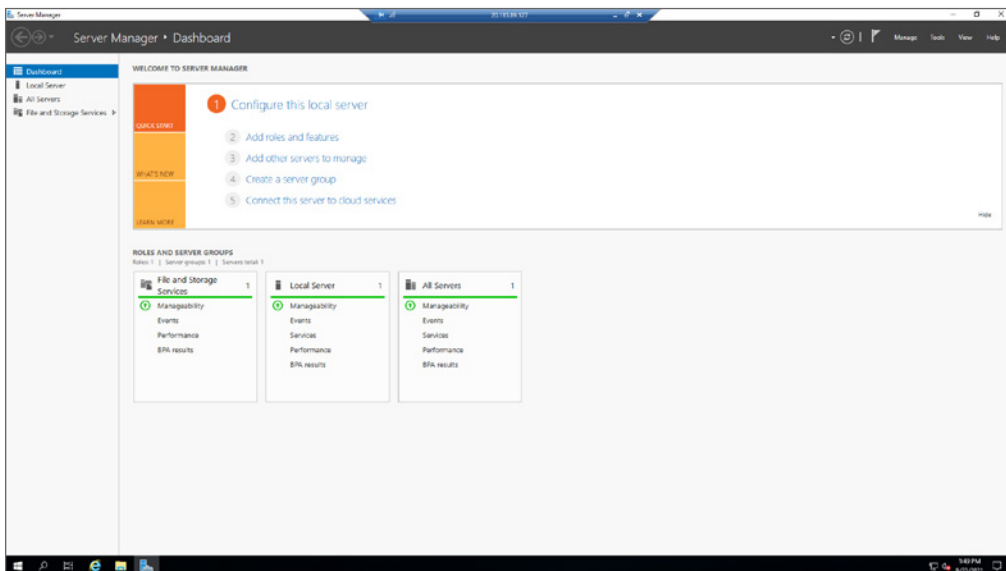 Server Manager
Server Manager • Dashboard
Manage Tools View Help
Dashboard
Local Server
All Servers
File and Storage Services
WELCOME TO SERVER MANAGER
QUICK START
WHAT'S NEW
LEARN MORE
1 Configure this local server
2 Add roles and features
3 Add other servers to manage
4 Create a server group
5 Connect this server to cloud services
Hide
ROLES AND SERVER GROUPS
Roles: 1 | Server groups: 1 | Servers total: 1
File and Storage Services 1
Manageability
Events
Performance
BPA results
Local Server 1
Manageability
Events
Services
Performance
BPA results
All Servers 1
Manageability
Events
Services
Performance
BPA results